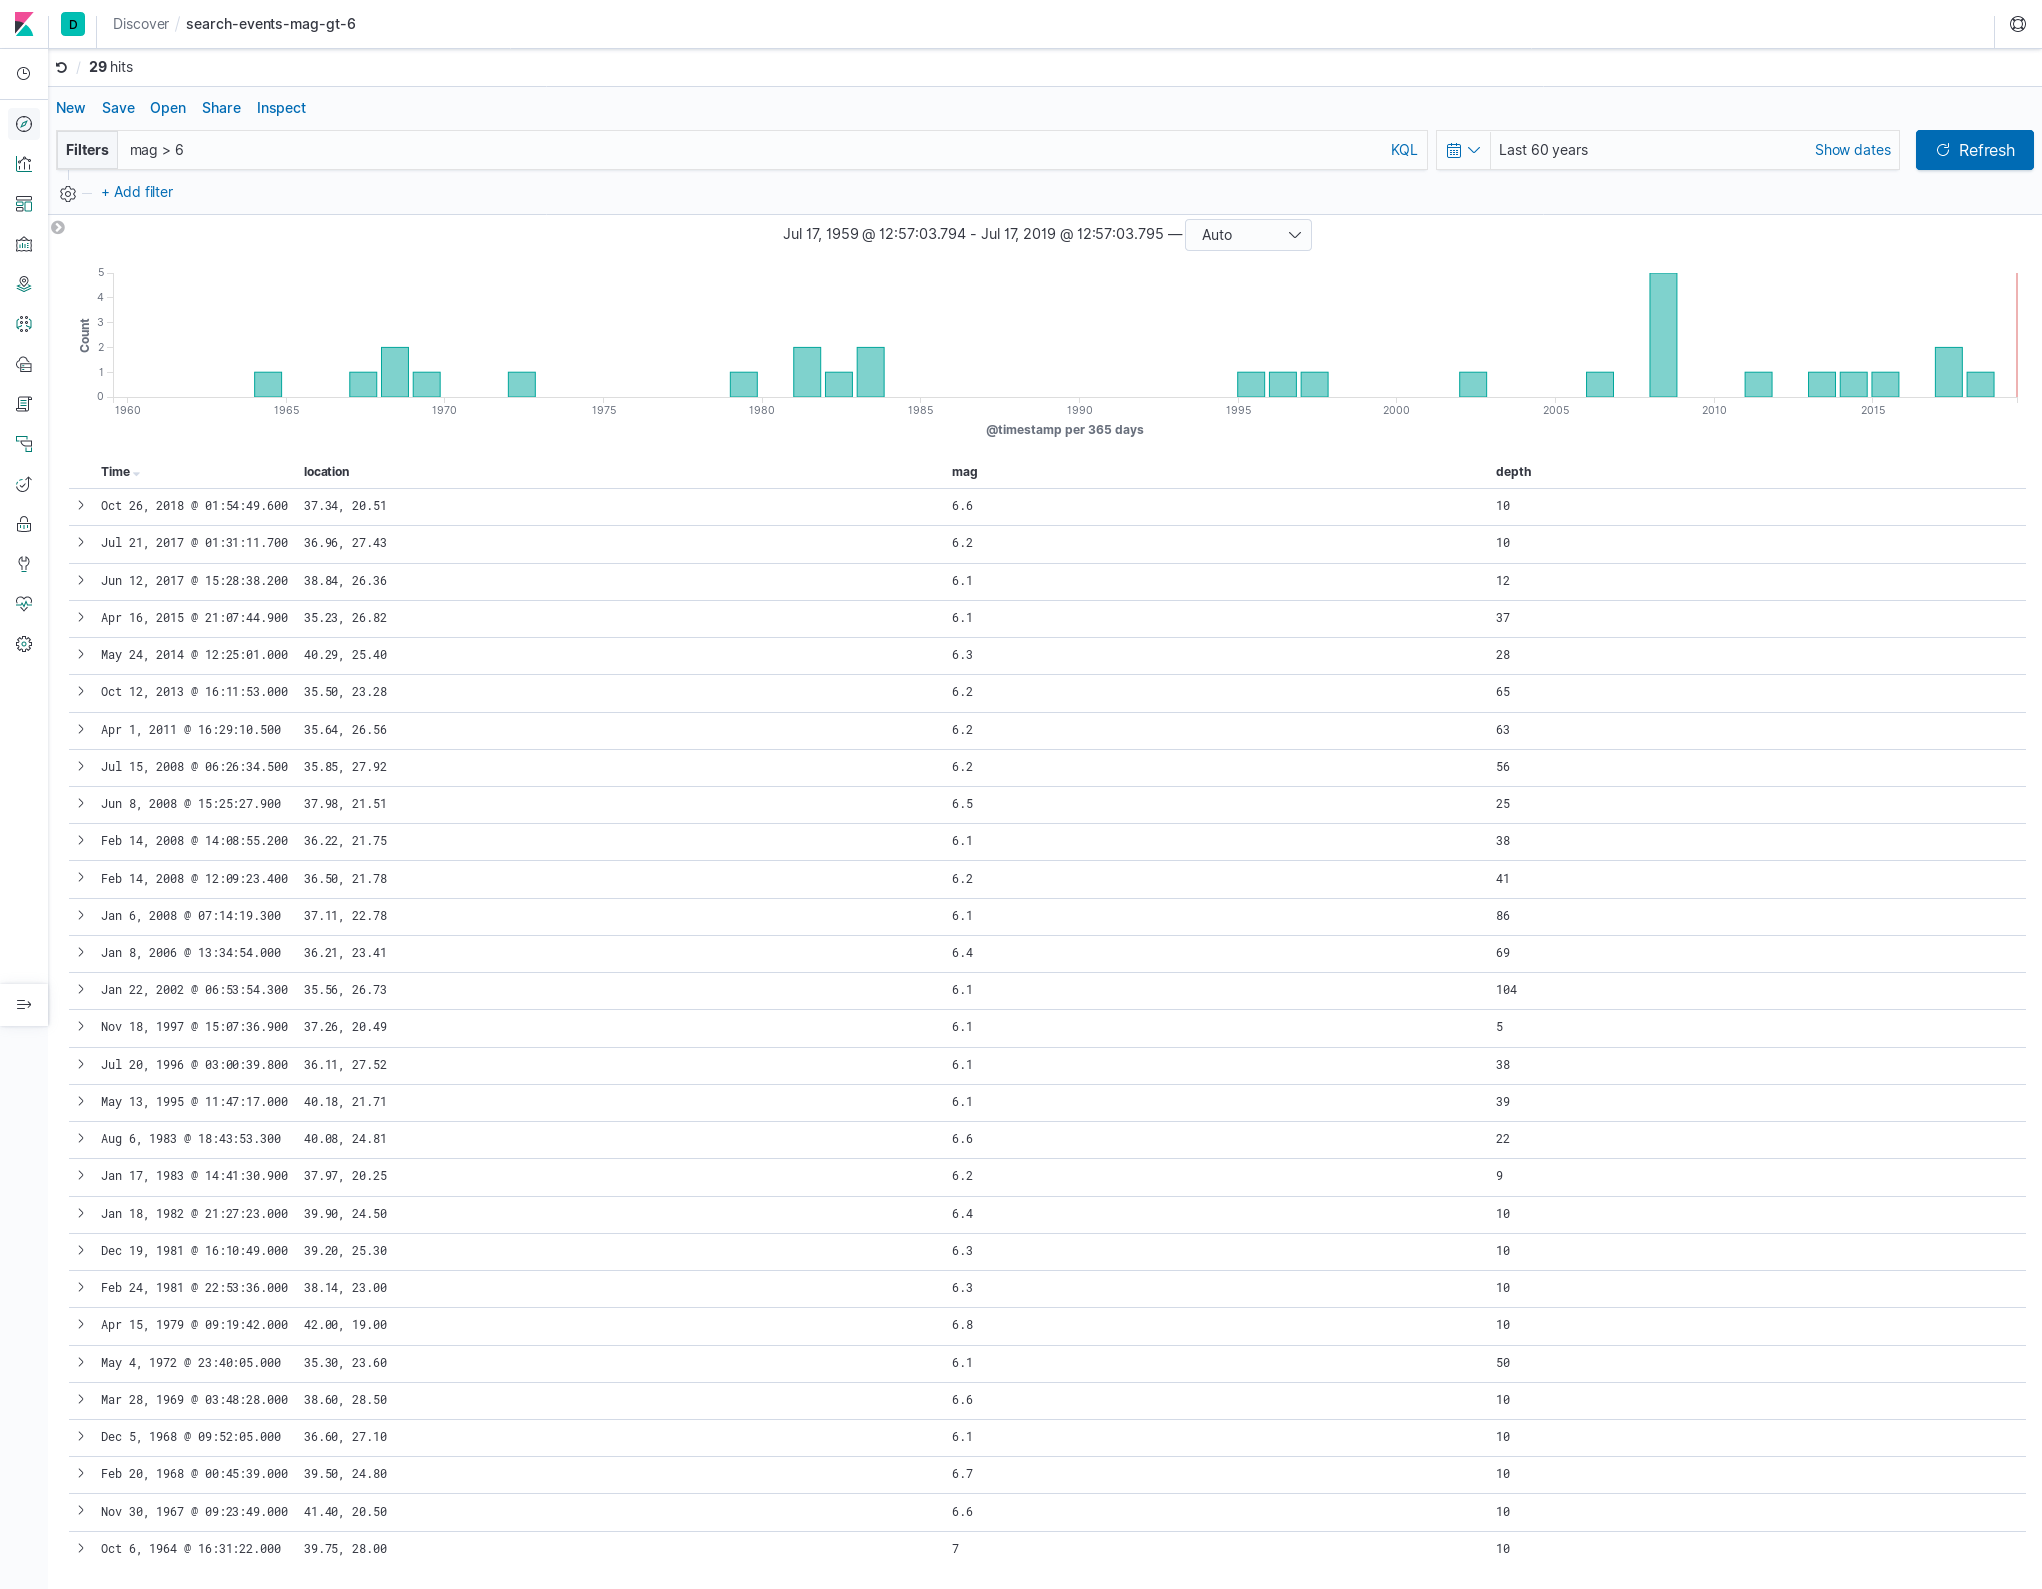 D Discover / search-events-mag-gt-6
/ 29 hits
New Save Open Share Inspect
Filters mag > 6 KQL Last 60 years Show dates Refresh
+ Add filter
Jul 17, 1959 @ 12:57:03.794 - Jul 17, 2019 @ 12:57:03.795 — Auto
5
4
3
2
1
0
Count
1960 1965 1970 1975 1980 1985 1990 1995 2000 2005 2010 2015
@timestamp per 365 days
Time location mag depth
Oct 26, 2018 @ 01:54:49.600 37.34, 20.51 6.6 10
Jul 21, 2017 @ 01:31:11.700 36.96, 27.43 6.2 10
Jun 12, 2017 @ 15:28:38.200 38.84, 26.36 6.1 12
Apr 16, 2015 @ 21:07:44.900 35.23, 26.82 6.1 37
May 24, 2014 @ 12:25:01.000 40.29, 25.40 6.3 28
Oct 12, 2013 @ 16:11:53.000 35.50, 23.28 6.2 65
Apr 1, 2011 @ 16:29:10.500 35.64, 26.56 6.2 63
Jul 15, 2008 @ 06:26:34.500 35.85, 27.92 6.2 56
Jun 8, 2008 @ 15:25:27.900 37.98, 21.51 6.5 25
Feb 14, 2008 @ 14:08:55.200 36.22, 21.75 6.1 38
Feb 14, 2008 @ 12:09:23.400 36.50, 21.78 6.2 41
Jan 6, 2008 @ 07:14:19.300 37.11, 22.78 6.1 86
Jan 8, 2006 @ 13:34:54.000 36.21, 23.41 6.4 69
Jan 22, 2002 @ 06:53:54.300 35.56, 26.73 6.1 104
Nov 18, 1997 @ 15:07:36.900 37.26, 20.49 6.1 5
Jul 20, 1996 @ 03:00:39.800 36.11, 27.52 6.1 38
May 13, 1995 @ 11:47:17.000 40.18, 21.71 6.1 39
Aug 6, 1983 @ 18:43:53.300 40.08, 24.81 6.6 22
Jan 17, 1983 @ 14:41:30.900 37.97, 20.25 6.2 9
Jan 18, 1982 @ 21:27:23.000 39.90, 24.50 6.4 10
Dec 19, 1981 @ 16:10:49.000 39.20, 25.30 6.3 10
Feb 24, 1981 @ 22:53:36.000 38.14, 23.00 6.3 10
Apr 15, 1979 @ 09:19:42.000 42.00, 19.00 6.8 10
May 4, 1972 @ 23:40:05.000 35.30, 23.60 6.1 50
Mar 28, 1969 @ 03:48:28.000 38.60, 28.50 6.6 10
Dec 5, 1968 @ 09:52:05.000 36.60, 27.10 6.1 10
Feb 20, 1968 @ 00:45:39.000 39.50, 24.80 6.7 10
Nov 30, 1967 @ 09:23:49.000 41.40, 20.50 6.6 10
Oct 6, 1964 @ 16:31:22.000 39.75, 28.00 7 10